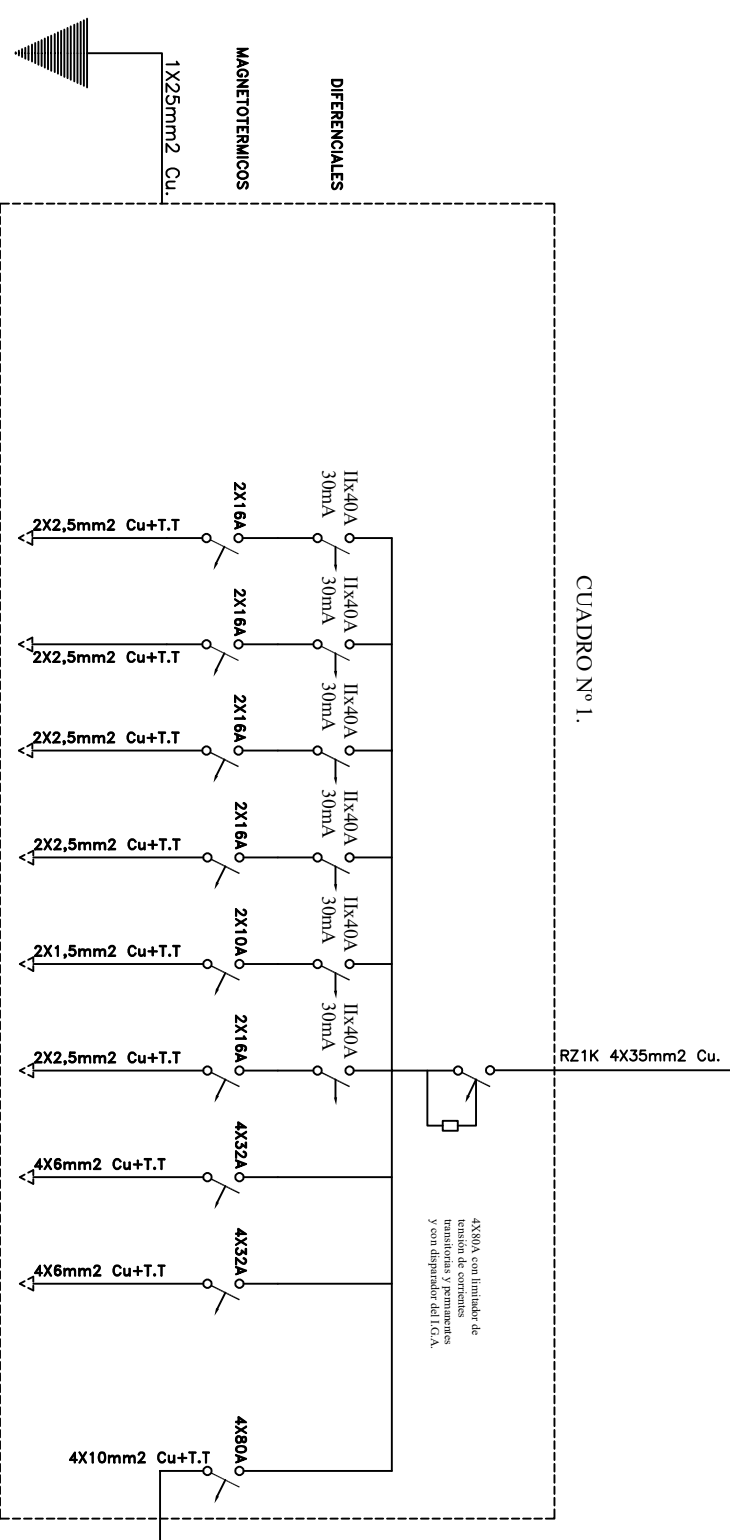 CUADRO Nº 1.
RZ1K 4X35mm2 Cu.
4X80A con limitador de
tensión de corrientes
transitorias y permanentes
y con disparador del I.G.A.
DIFERENCIALES
MAGNETOTERMICOS
1X25mm2 Cu.
IIx40A
30mA
2X16A
2X2,5mm2 Cu+T.T
IIx40A
30mA
2X16A
2X2,5mm2 Cu+T.T
IIx40A
30mA
2X16A
2X2,5mm2 Cu+T.T
IIx40A
30mA
2X16A
2X2,5mm2 Cu+T.T
IIx40A
30mA
2X10A
2X1,5mm2 Cu+T.T
IIx40A
30mA
2X16A
2X2,5mm2 Cu+T.T
4X32A
4X6mm2 Cu+T.T
4X32A
4X6mm2 Cu+T.T
4X80A
4X10mm2 Cu+T.T